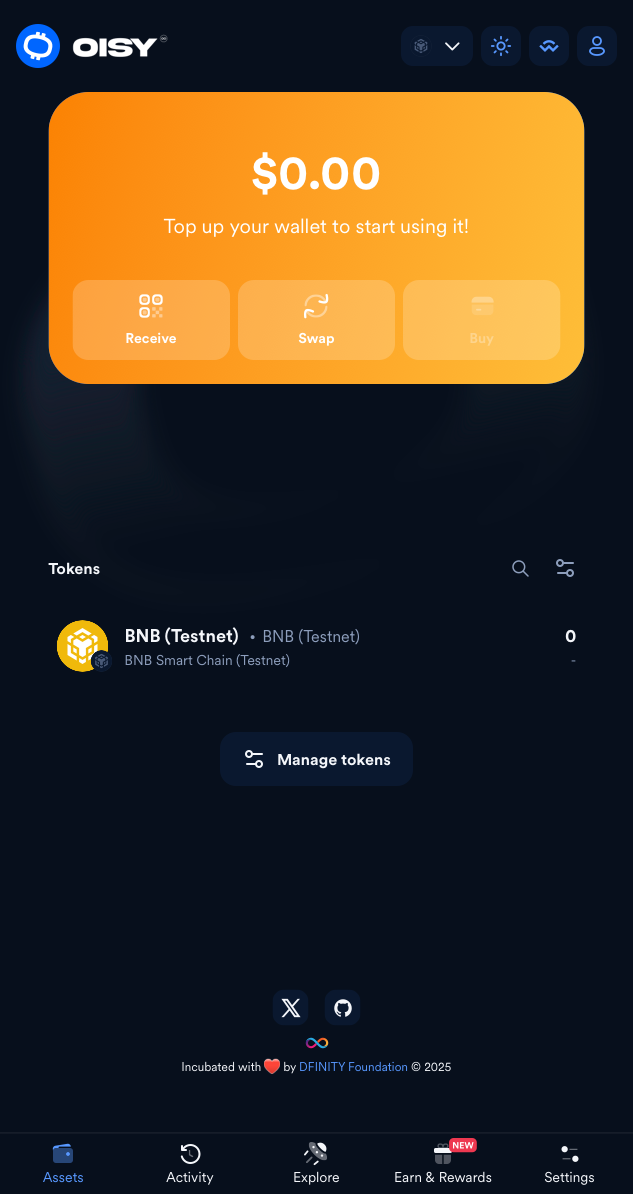 OISY
$0.00
Top up your wallet to start using it!
Receive
Swap
Buy
Tokens
BNB (Testnet) • BNB (Testnet) 0
BNB Smart Chain (Testnet) -
Manage tokens
Incubated with ❤️ by DFINITY Foundation © 2025
NEW
Assets
Activity
Explore
Earn & Rewards
Settings